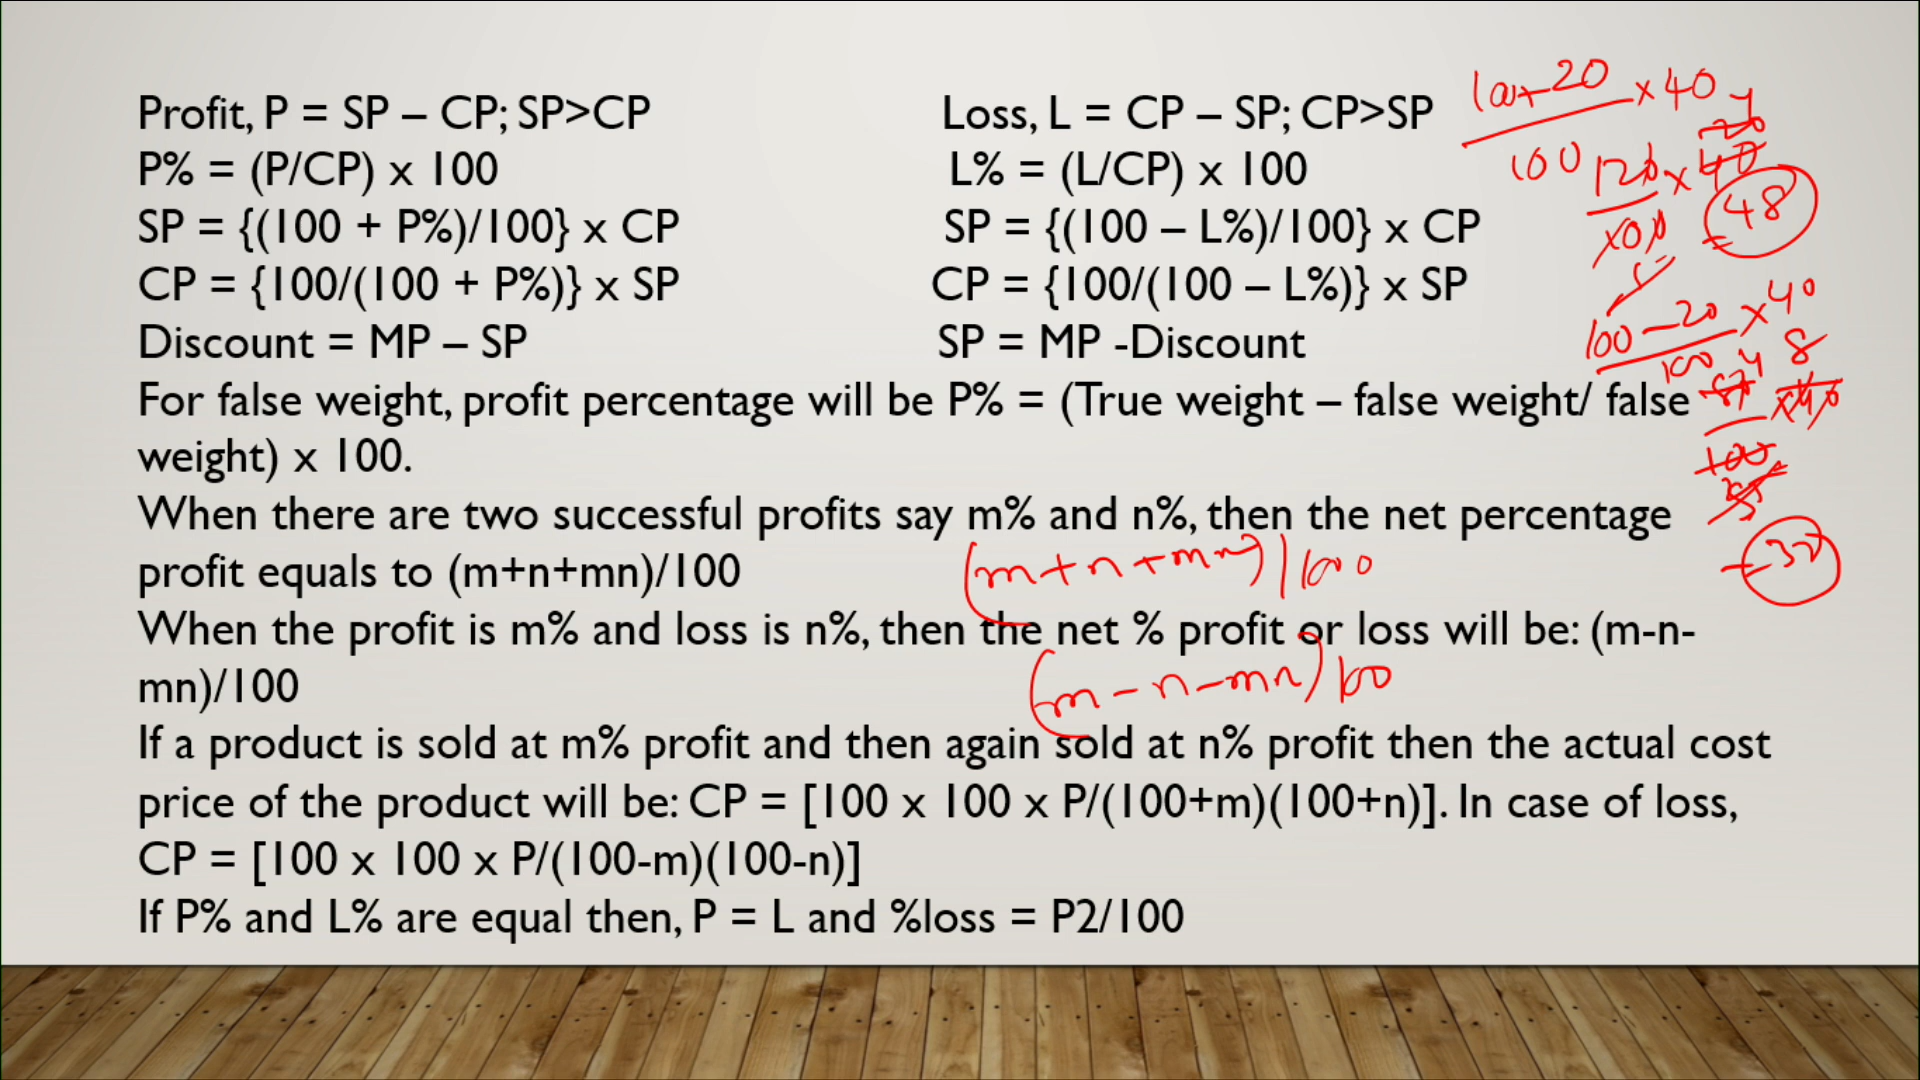 Profit, P = SP – CP; SP>CP Loss, L = CP – SP; CP>SP
P% = (P/CP) x 100 L% = (L/CP) x 100
SP = {(100 + P%)/100} x CP SP = {(100 – L%)/100} x CP
CP = {100/(100 + P%)} x SP CP = {100/(100 – L%)} x SP
Discount = MP – SP SP = MP -Discount
For false weight, profit percentage will be P% = (True weight – false weight/ false
weight) x 100.
When there are two successful profits say m% and n%, then the net percentage
profit equals to (m+n+mn)/100
(m+n+mn)/100
When the profit is m% and loss is n%, then the net % profit or loss will be: (m-n-
mn)/100
(m-n-mn)100
If a product is sold at m% profit and then again sold at n% profit then the actual cost
price of the product will be: CP = [100 x 100 x P/(100+m)(100+n)]. In case of loss,
CP = [100 x 100 x P/(100-m)(100-n)]
If P% and L% are equal then, P = L and %loss = P2/100
100+20 x 40
100
120 x 40
100
= 48
100-20 x 40
100
x 40
100
= 32